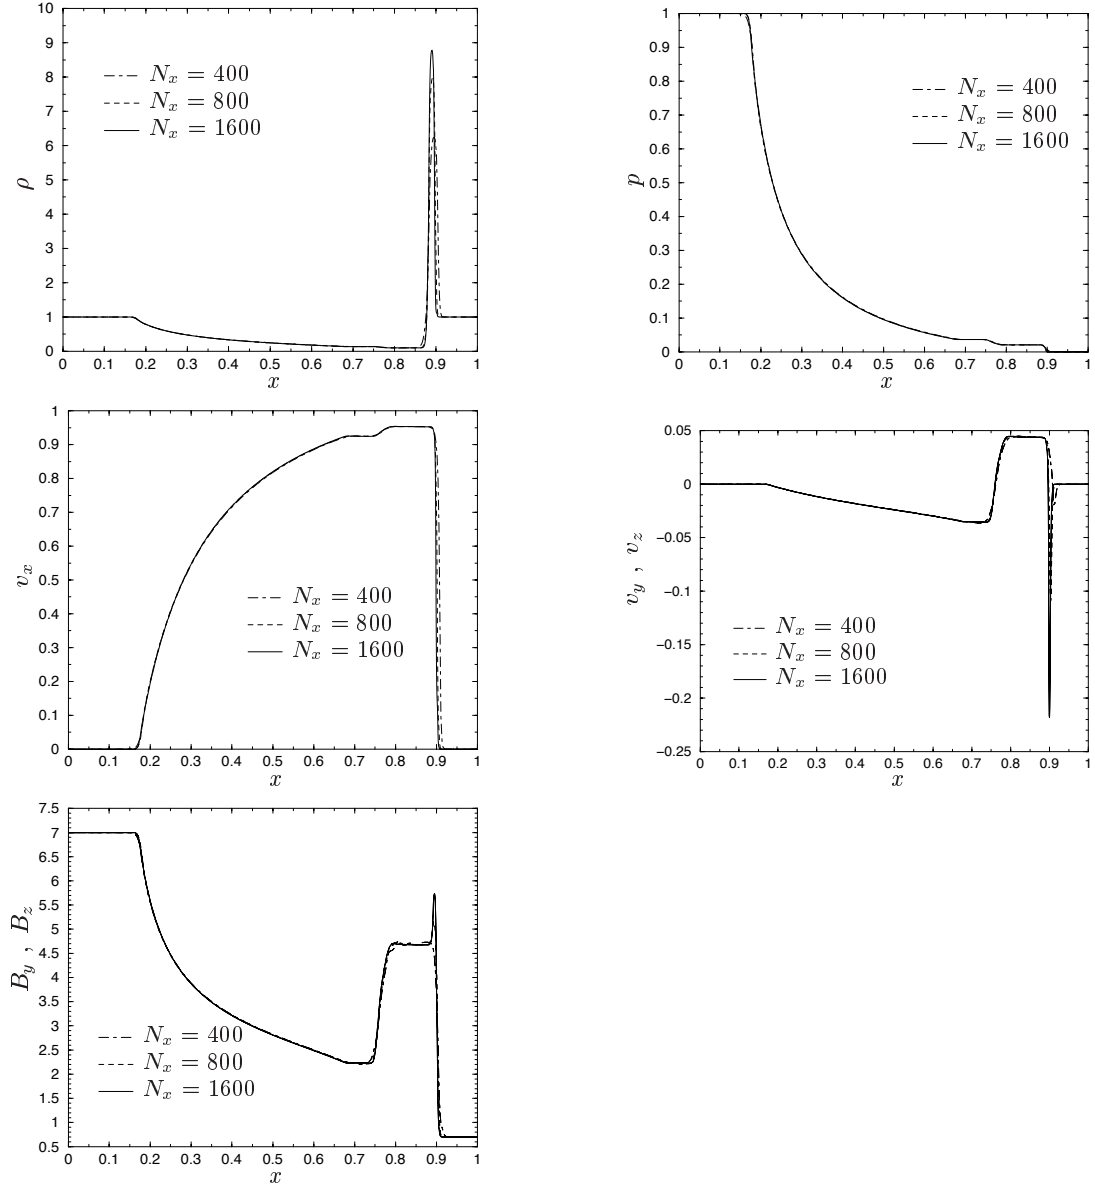 10
9
8
7
6
5
4
3
2
1
0
ρ
N_x = 400
N_x = 800
N_x = 1600
0 0.1 0.2 0.3 0.4 0.5 0.6 0.7 0.8 0.9 1
x
1
0.9
0.8
0.7
0.6
0.5
0.4
0.3
0.2
0.1
0
p
N_x = 400
N_x = 800
N_x = 1600
0 0.1 0.2 0.3 0.4 0.5 0.6 0.7 0.8 0.9 1
x
1
0.9
0.8
0.7
0.6
0.5
0.4
0.3
0.2
0.1
0
v_x
N_x = 400
N_x = 800
N_x = 1600
0 0.1 0.2 0.3 0.4 0.5 0.6 0.7 0.8 0.9 1
x
0.05
0
−0.05
−0.1
−0.15
−0.2
−0.25
v_y , v_z
N_x = 400
N_x = 800
N_x = 1600
0 0.1 0.2 0.3 0.4 0.5 0.6 0.7 0.8 0.9 1
x
7.5
7
6.5
6
5.5
5
4.5
4
3.5
3
2.5
2
1.5
1
0.5
B_y , B_z
N_x = 400
N_x = 800
N_x = 1600
0 0.1 0.2 0.3 0.4 0.5 0.6 0.7 0.8 0.9 1
x